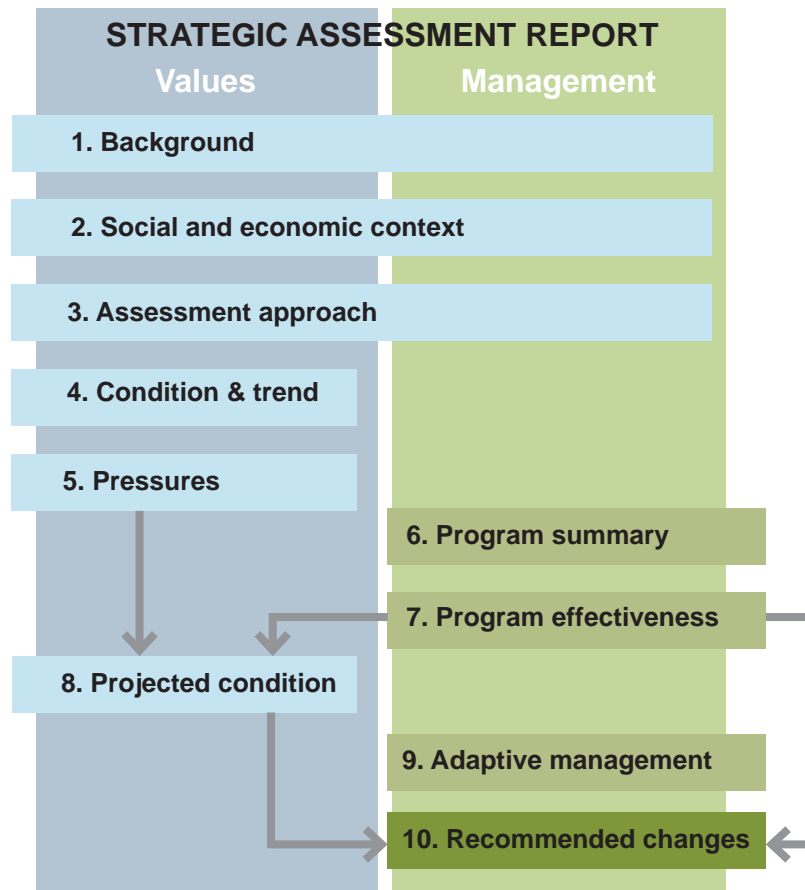 STRATEGIC ASSESSMENT REPORT
Values
Management
1. Background
2. Social and economic context
3. Assessment approach
4. Condition & trend
5. Pressures
6. Program summary
7. Program effectiveness
8. Projected condition
9. Adaptive management
10. Recommended changes